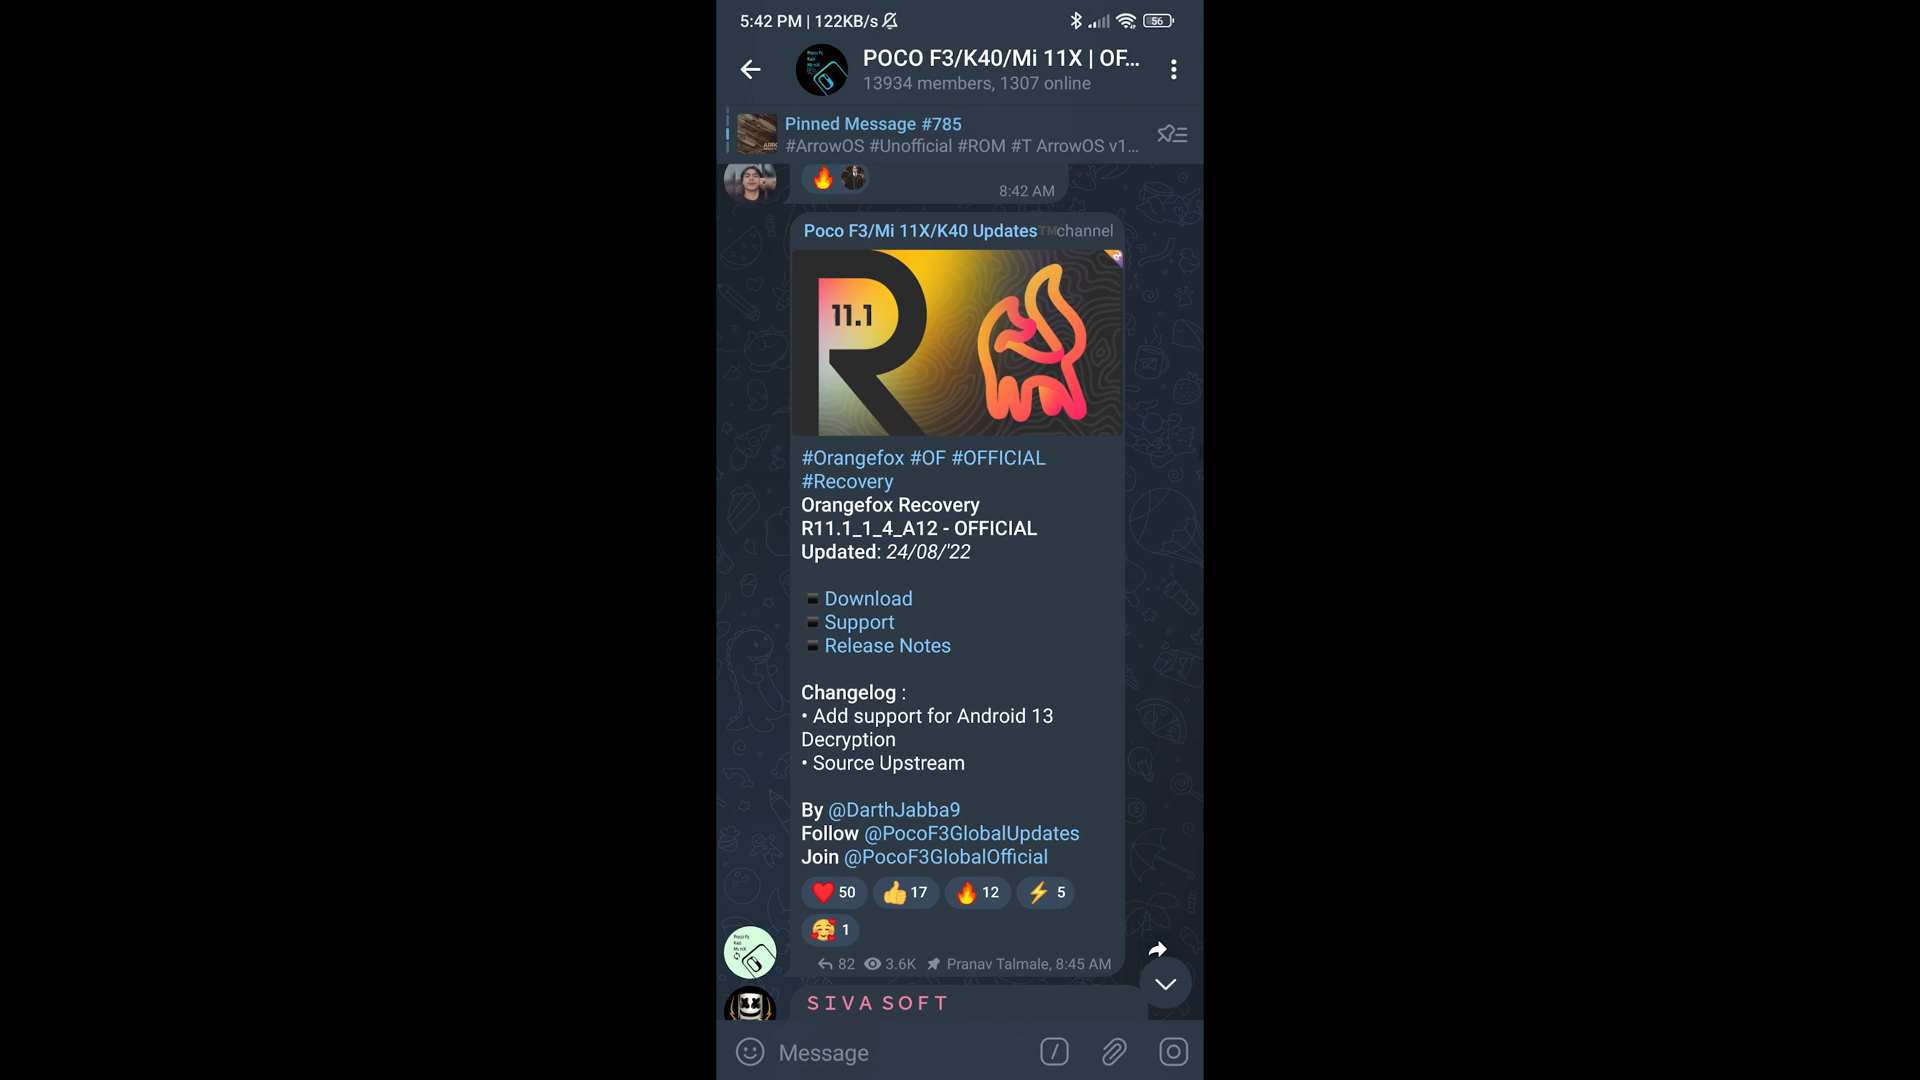 5:42 PM | 122KB/s
56
POCO F3/K40/Mi 11X | OF...
13934 members, 1307 online
Pinned Message #785
#ArrowOS #Unofficial #ROM #T ArrowOS v1...
8:42 AM
Poco F3/Mi 11X/K40 Updates™ channel
11.1
R
#Orangefox #OF #OFFICIAL
#Recovery
Orangefox Recovery
R11.1_1_4_A12 - OFFICIAL
Updated: 24/08/'22
▪ Download
▪ Support
▪ Release Notes
Changelog :
• Add support for Android 13
Decryption
• Source Upstream
By @DarthJabba9
Follow @PocoF3GlobalUpdates
Join @PocoF3GlobalOfficial
❤ 50 👍 17 🔥 12 ⚡ 5
🥰 1
82 3.6K Pranav Talmale, 8:45 AM
SIVA SOFT
Message